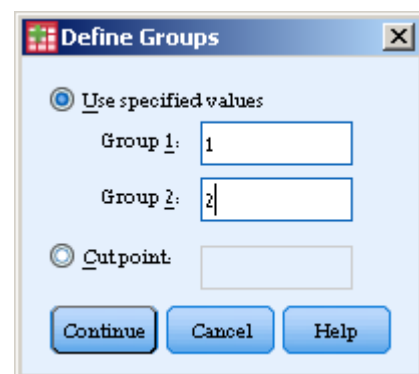 Define Groups
Use specified values
Group 1: 1
Group 2: 2
Cutpoint:
Continue Cancel Help